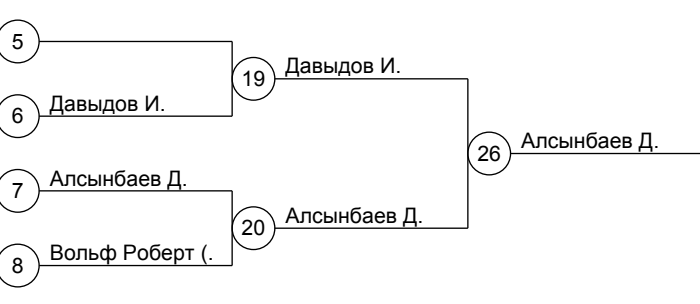 5
Давыдов И.
19
Давыдов И.
6
Алсынбаев Д.
26
Алсынбаев Д.
7
Алсынбаев Д.
20
Вольф Роберт (.
8